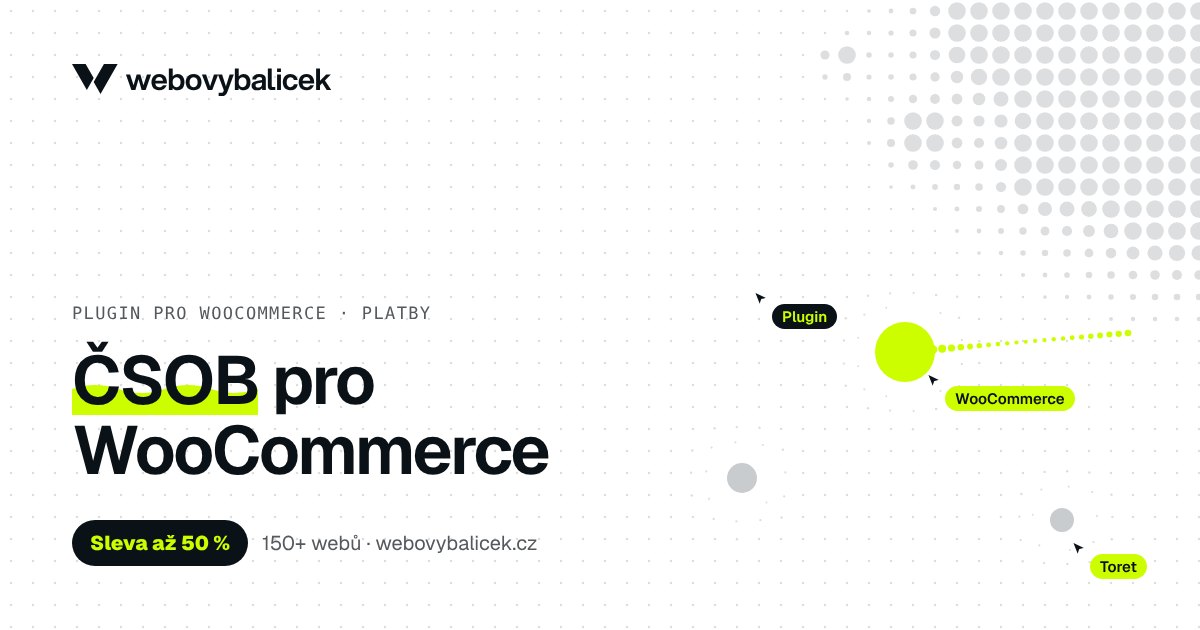 webovybalicek
PLUGIN PRO WOOCOMMERCE · PLATBY
ČSOB pro
WooCommerce
Sleva až 50 %
150+ webů · webovybalicek.cz
Plugin
WooCommerce
Toret